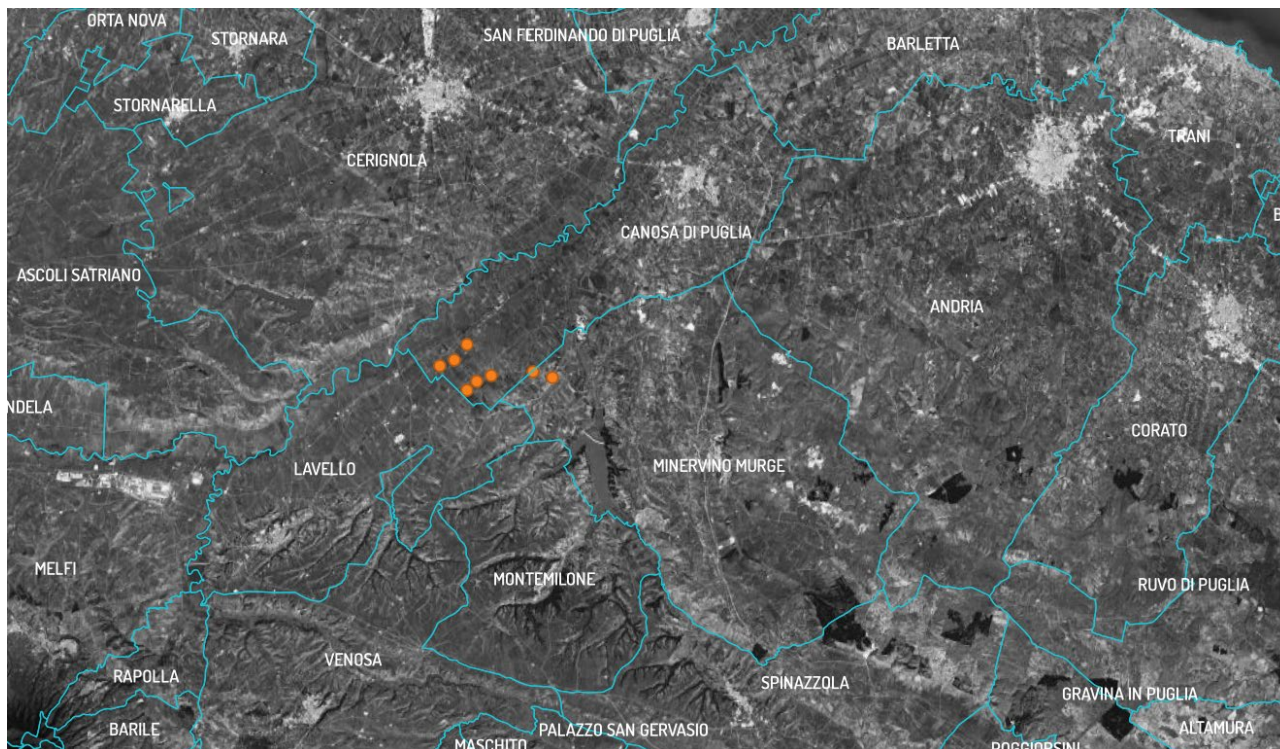 ORTA NOVA
STORNARA
SAN FERDINANDO DI PUGLIA
BARLETTA
STORNARELLA
TRANI
CERIGNOLA
CANOSA DI PUGLIA
ASCOLI SATRIANO
ANDRIA
NDELA
CORATO
LAVELLO
MINERVINO MURGE
MELFI
MONTEMILONE
RUVO DI PUGLIA
VENOSA
RAPOLLA
SPINAZZOLA
GRAVINA IN PUGLIA
BARILE
PALAZZO SAN GERVASIO
ALTAMURA
MASCHITO
POGGIORSINI